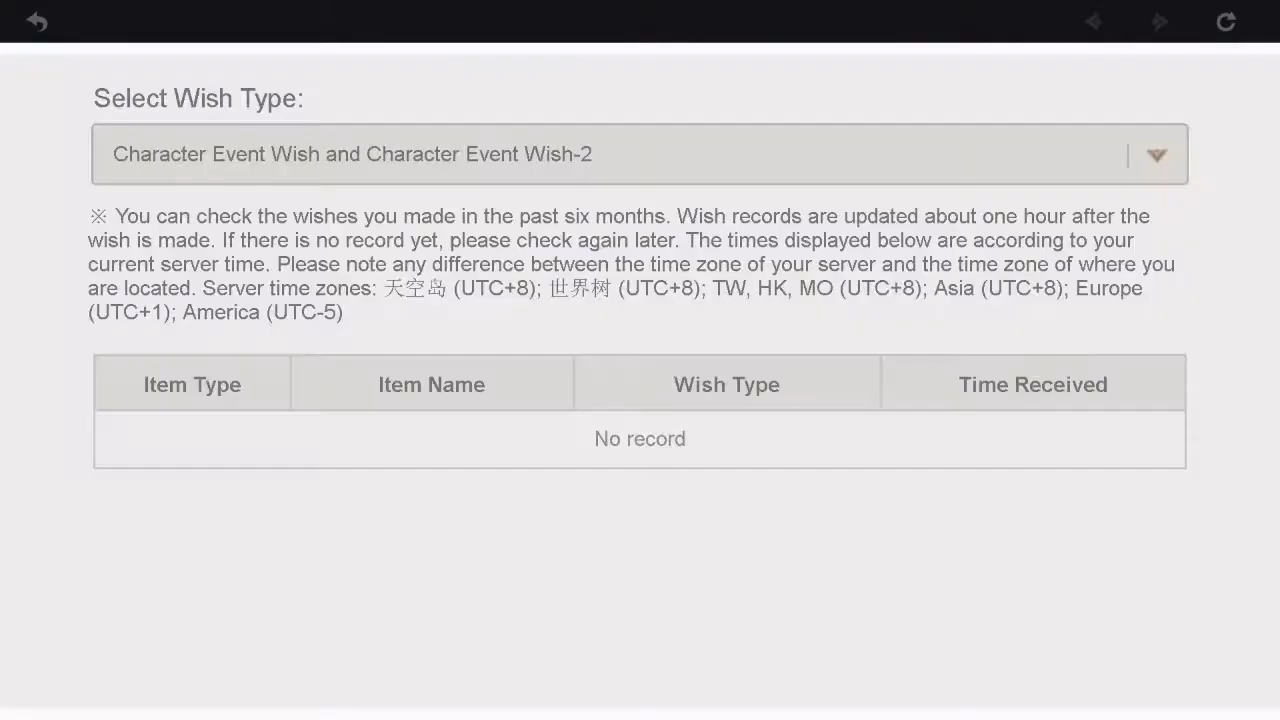 Select Wish Type:
Character Event Wish and Character Event Wish-2
※ You can check the wishes you made in the past six months. Wish records are updated about one hour after the
wish is made. If there is no record yet, please check again later. The times displayed below are according to your
current server time. Please note any difference between the time zone of your server and the time zone of where you
are located. Server time zones: 天空岛 (UTC+8); 世界树 (UTC+8); TW, HK, MO (UTC+8); Asia (UTC+8); Europe
(UTC+1); America (UTC-5)
Item Type Item Name Wish Type Time Received
No record